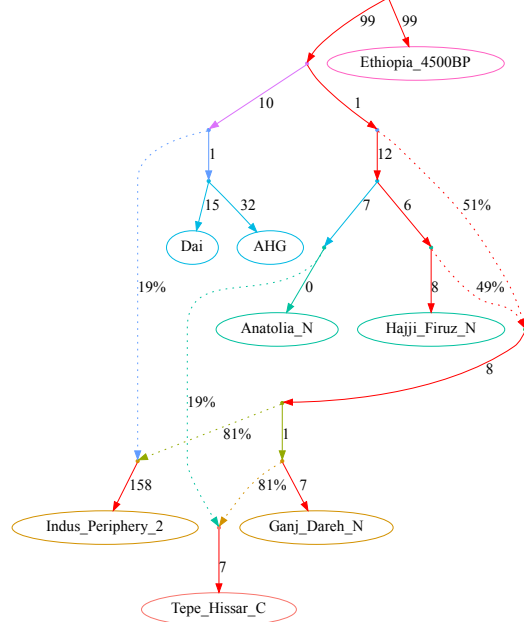 99 99
Ethiopia_4500BP
10 1
1 12
15 32 7 6 51%
Dai AHG
19% 0 8 49%
Anatolia_N Hajji_Firuz_N
8
19% 81% 1
158 81% 7
Indus_Periphery_2 Ganj_Dareh_N
7
Tepe_Hissar_C